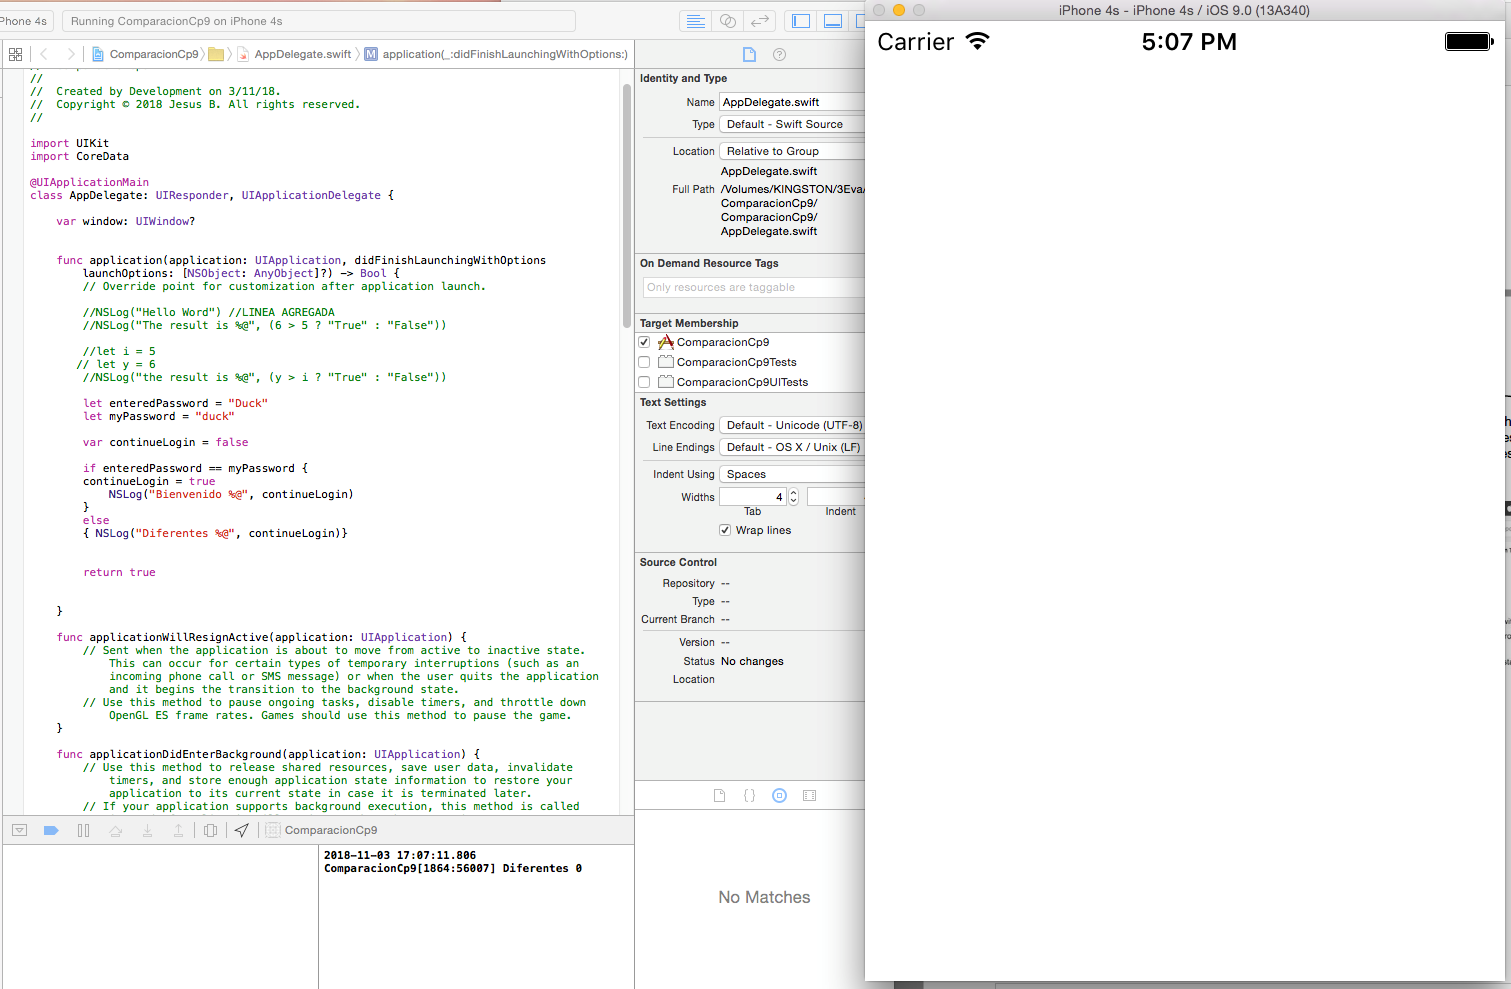 Phone 4s
Running ComparacionCp9 on iPhone 4s
iPhone 4s - iPhone 4s / iOS 9.0 (13A340)
Carrier
5:07 PM
ComparacionCp9
AppDelegate.swift
M
application(_:didFinishLaunchingWithOptions:)
//
//  Created by Development on 3/11/18.
//  Copyright © 2018 Jesus B. All rights reserved.
//
import UIKit
import CoreData
@UIApplicationMain
class AppDelegate: UIResponder, UIApplicationDelegate {
var window: UIWindow?
func application(application: UIApplication, didFinishLaunchingWithOptions
launchOptions: [NSObject: AnyObject]?) -> Bool {
// Override point for customization after application launch.
//NSLog("Hello Word") //LINEA AGREGADA
//NSLog("The result is %@", (6 > 5 ? "True" : "False"))
//let i = 5
// let y = 6
//NSLog("the result is %@", (y > i ? "True" : "False"))
let enteredPassword = "Duck"
let myPassword = "duck"
var continueLogin = false
if enteredPassword == myPassword {
continueLogin = true
NSLog("Bienvenido %@", continueLogin)
}
else
{ NSLog("Diferentes %@", continueLogin)}
return true
}
func applicationWillResignActive(application: UIApplication) {
// Sent when the application is about to move from active to inactive state.
This can occur for certain types of temporary interruptions (such as an
incoming phone call or SMS message) or when the user quits the application
and it begins the transition to the background state.
// Use this method to pause ongoing tasks, disable timers, and throttle down
OpenGL ES frame rates. Games should use this method to pause the game.
}
func applicationDidEnterBackground(application: UIApplication) {
// Use this method to release shared resources, save user data, invalidate
timers, and store enough application state information to restore your
application to its current state in case it is terminated later.
// If your application supports background execution, this method is called
ComparacionCp9
2018-11-03 17:07:11.806
ComparacionCp9[1864:56007] Diferentes 0
Identity and Type
Name AppDelegate.swift
Type Default - Swift Source
Location Relative to Group
AppDelegate.swift
Full Path /Volumes/KINGSTON/3Eva/
ComparacionCp9/
ComparacionCp9/
AppDelegate.swift
On Demand Resource Tags
Only resources are taggable
Target Membership
ComparacionCp9
ComparacionCp9Tests
ComparacionCp9UITests
Text Settings
Text Encoding Default - Unicode (UTF-8)
Line Endings Default - OS X / Unix (LF)
Indent Using Spaces
Widths 4
Tab Indent
Wrap lines
Source Control
Repository --
Type --
Current Branch --
Version --
Status No changes
Location
No Matches